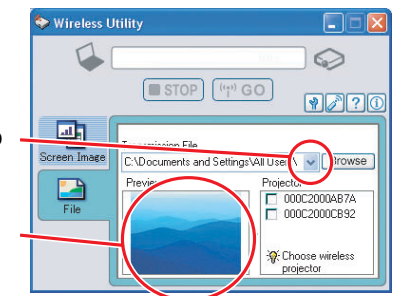 Wireless Utility
STOP
GO
Screen Image
File
Transmission File
C:\Documents and Settings\All Users\
Browse
Preview
Projector
000C2000AB7A
000C2000CB92
Choose wireless
projector